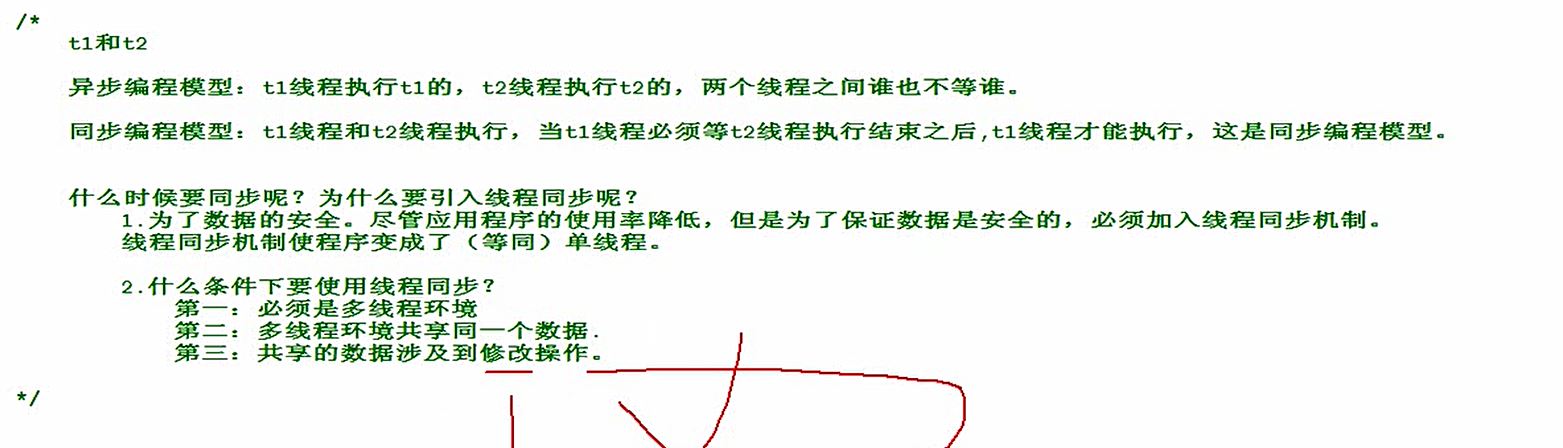 /*
t1和t2
异步编程模型：t1线程执行t1的，t2线程执行t2的，两个线程之间谁也不等谁。
同步编程模型：t1线程和t2线程执行，当t1线程必须等t2线程执行结束之后,t1线程才能执行，这是同步编程模型。
什么时候要同步呢？为什么要引入线程同步呢？
1.为了数据的安全。尽管应用程序的使用率降低，但是为了保证数据是安全的，必须加入线程同步机制。
线程同步机制使程序变成了（等同）单线程。
2.什么条件下要使用线程同步？
第一：必须是多线程环境
第二：多线程环境共享同一个数据.
第三：共享的数据涉及到修改操作。
*/